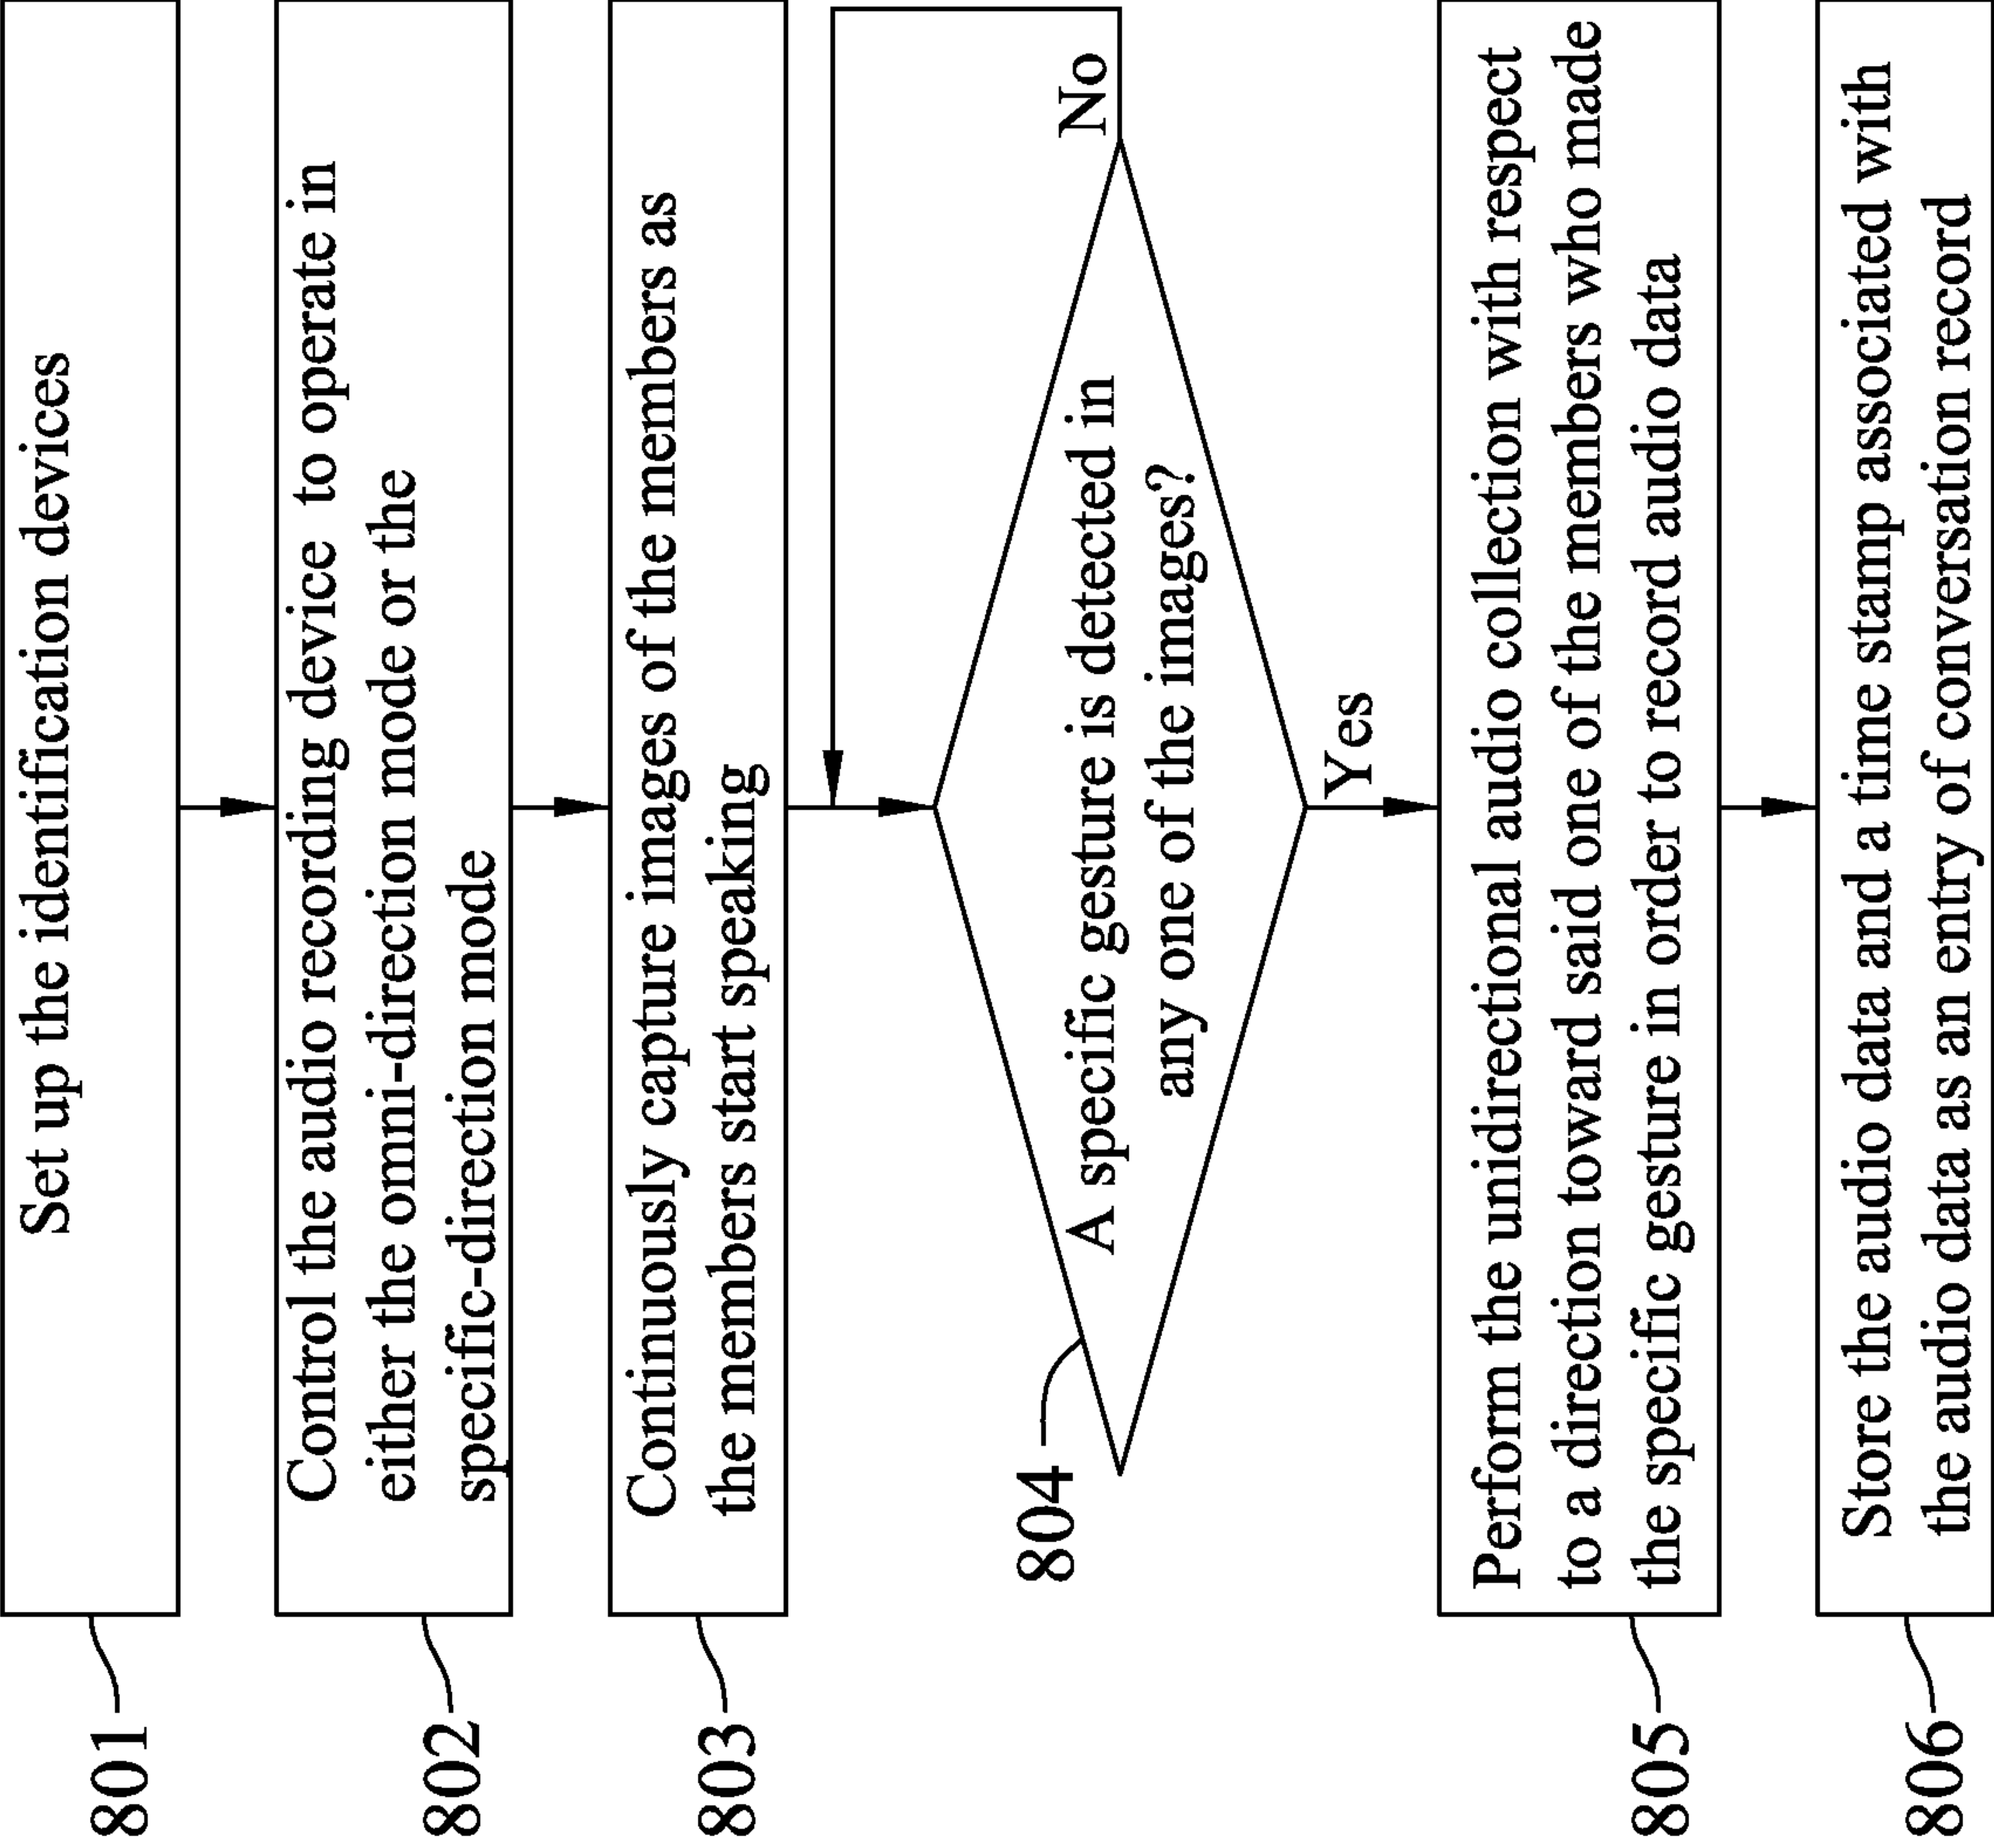 801
Set up the identification devices
802
Control the audio recording device to operate in
either the omni-direction mode or the
specific-direction mode
803
Continuously capture images of the members as
the members start speaking
804
A specific gesture is detected in
any one of the images?
No
Yes
805
Perform the unidirectional audio collection with respect
to a direction toward said one of the members who made
the specific gesture in order to record audio data
806
Store the audio data and a time stamp associated with
the audio data as an entry of conversation record